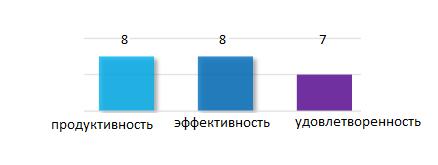 8 8 7
продуктивность эффективность удовлетворенность